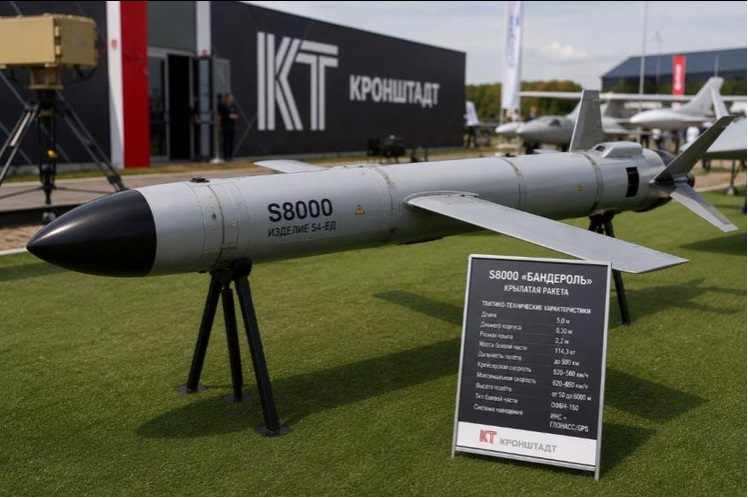 КТ КРОНШТАДТ
S8000
ИЗДЕЛИЕ 54-ЕД
S8000 «БАНДЕРОЛЬ»
КРЫЛАТАЯ РАКЕТА
ТАКТИКО-ТЕХНИЧЕСКИЕ ХАРАКТЕРИСТИКИ
Длина 5,0 м
Диаметр корпуса 0,30 м
Размах крыла 2,2 м
Масса боевой части 114,3 кг
Дальность полёта до 500 км
Крейсерская скорость 520-560 км/ч
Максимальная скорость 620-650 км/ч
Высота полёта от 50 до 6000 м
Тип боевой части ОФБЧ-150
Система наведения ИНС +
ГЛОНАСС/GPS
КТ КРОНШТАДТ